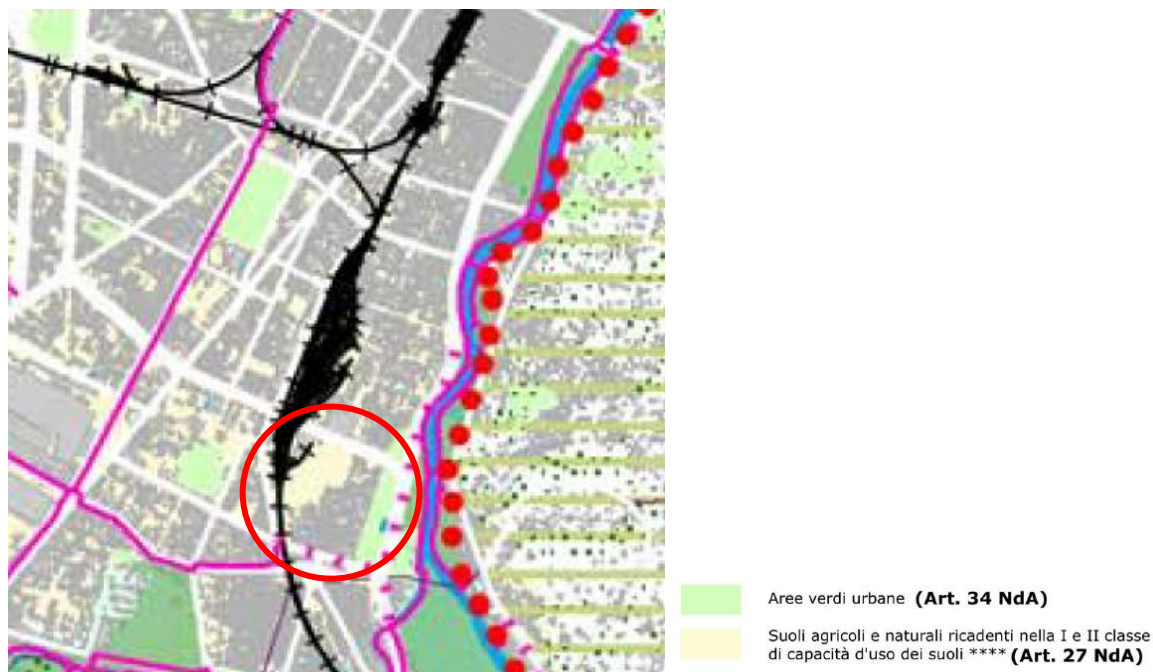 Aree verdi urbane (Art. 34 NdA)
Suoli agricoli e naturali ricadenti nella I e II classe
di capacità d'uso dei suoli **** (Art. 27 NdA)